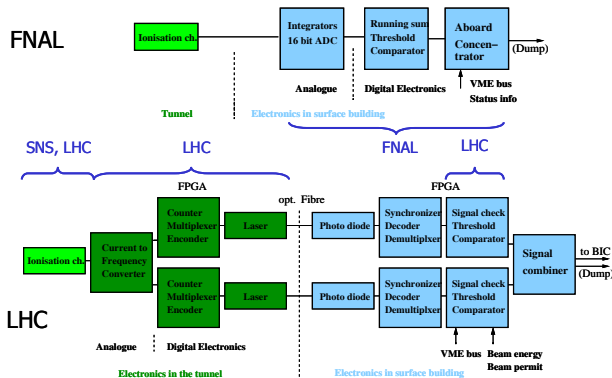 FNAL
Ionisation ch.
Integrators
16 bit ADC
Running sum
Threshold
Comparator
Aboard
Concen-
trator
(Dump)
Analogue
Digital Electronics
VME bus
Status info
Tunnel
Electronics in surface building
SNS, LHC
LHC
FNAL
LHC
FPGA
opt. Fibre
FPGA
Counter
Multiplexer
Enconder
Laser
Photo diode
Synchronizer
Decoder
Demultiplxer
Signal check
Threshold
Comparator
Ionisation ch.
Current to
Frequency
Converter
Signal
combiner
to BIC
(Dump)
Counter
Multiplexer
Encoder
Laser
Photo diode
Synchronizer
Decoder
Demultiplxer
Signal check
Threshold
Comparator
LHC
Analogue
Digital Electronics
VME bus
Beam energy
Beam permit
Electronics in the tunnel
Electronics in surface building